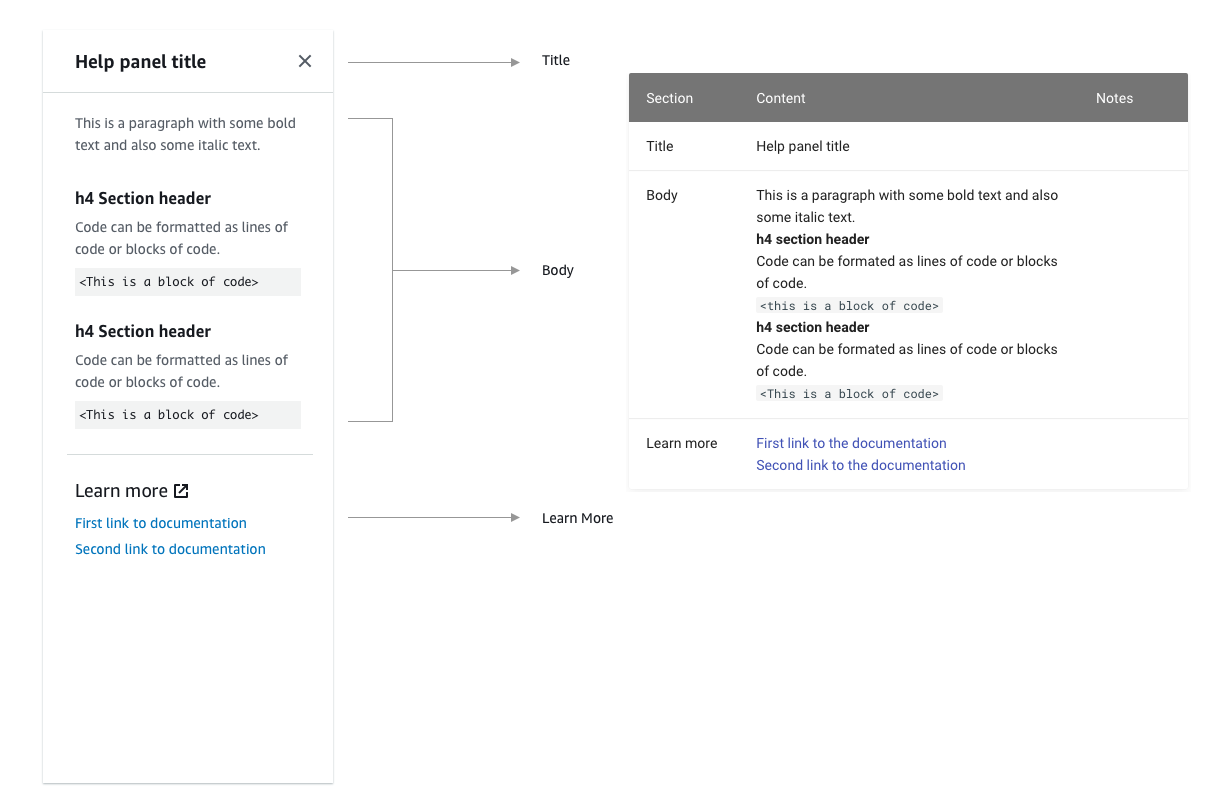 Help panel title
This is a paragraph with some bold
text and also some italic text.
h4 Section header
Code can be formatted as lines of
code or blocks of code.
<This is a block of code>
h4 Section header
Code can be formatted as lines of
code or blocks of code.
<This is a block of code>
Learn more
First link to documentation
Second link to documentation
Title
Body
Learn More
Section Content Notes
Title Help panel title
Body This is a paragraph with some bold text and also
some italic text.
h4 section header
Code can be formated as lines of code or blocks
of code.
<this is a block of code>
h4 section header
Code can be formated as lines of code or blocks
of code.
<This is a block of code>
Learn more First link to the documentation
Second link to the documentation